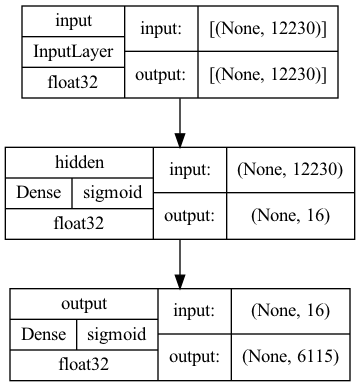 input
InputLayer
float32
input:
[(None, 12230)]
output:
[(None, 12230)]
hidden
Dense sigmoid
float32
input:
(None, 12230)
output:
(None, 16)
output
Dense sigmoid
float32
input:
(None, 16)
output:
(None, 6115)